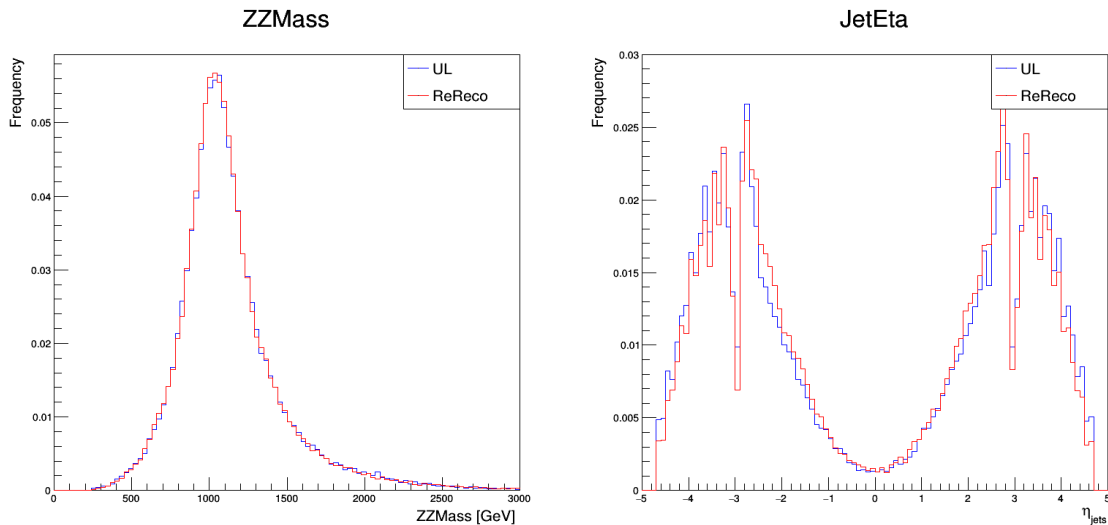 ZZMass
Frequency
UL
ReReco
0.05
0.04
0.03
0.02
0.01
0
0 500 1000 1500 2000 2500 3000
ZZMass [GeV]
JetEta
Frequency
UL
ReReco
0.03
0.025
0.02
0.015
0.01
0.005
0
−5 −4 −3 −2 −1 0 1 2 3 4 5
η jets